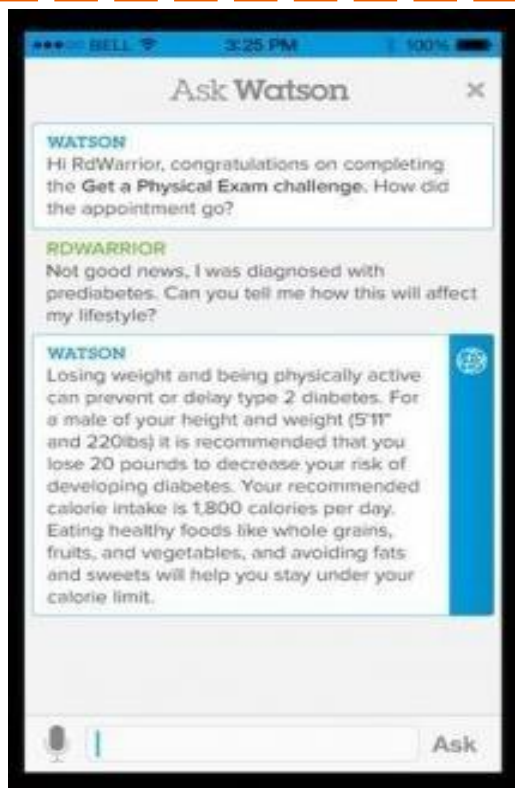 BELL 3:25 PM 100%
Ask Watson ×
WATSON
Hi RdWarrior, congratulations on completing
the Get a Physical Exam challenge. How did
the appointment go?
RDWARRIOR
Not good news, I was diagnosed with
prediabetes. Can you tell me how this will affect
my lifestyle?
WATSON
Losing weight and being physically active
can prevent or delay type 2 diabetes. For
a male of your height and weight (5'11"
and 220lbs) it is recommended that you
lose 20 pounds to decrease your risk of
developing diabetes. Your recommended
calorie intake is 1,800 calories per day.
Eating healthy foods like whole grains,
fruits, and vegetables, and avoiding fats
and sweets will help you stay under your
calorie limit.
Ask